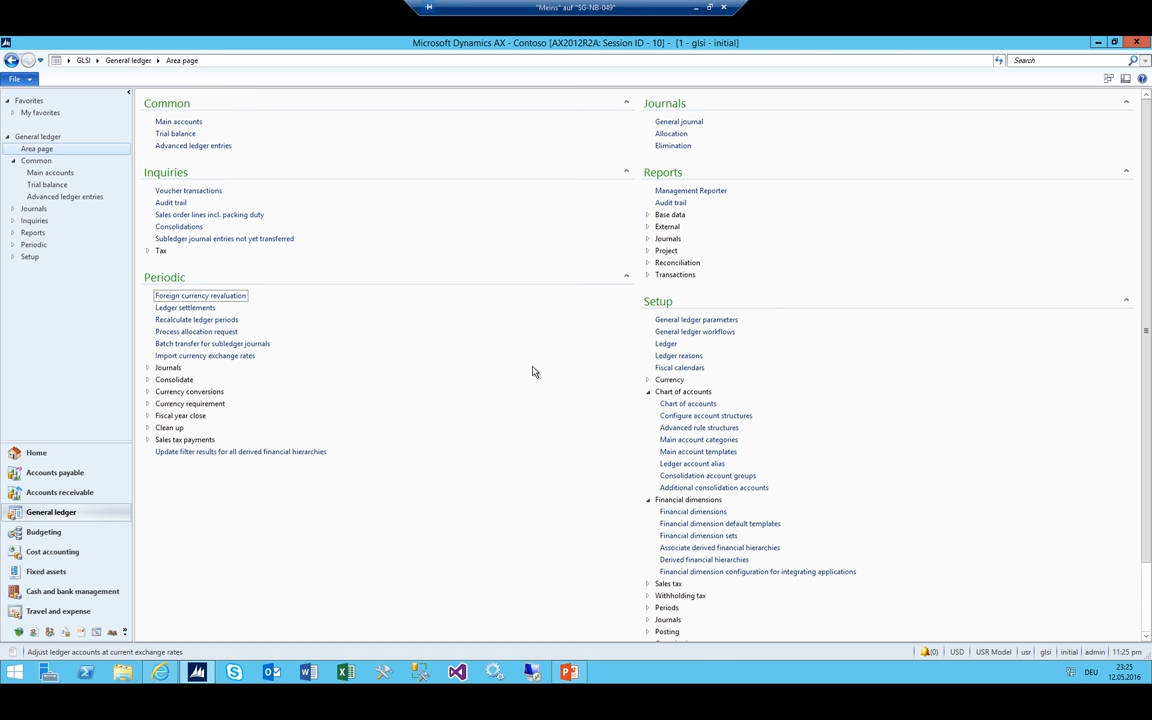 "Meins" auf "SG-NB-049"
Microsoft Dynamics AX - Contoso [AX2012R2A: Session ID - 10] - [1 - glsi - initial]
GLSI General ledger Area page
Search
File
Favorites
My favorites
General ledger
Area page
Common
Main accounts
Trial balance
Advanced ledger entries
Journals
Inquiries
Reports
Periodic
Setup
Home
Accounts payable
Accounts receivable
General ledger
Budgeting
Cost accounting
Fixed assets
Cash and bank management
Travel and expense
Common
Main accounts
Trial balance
Advanced ledger entries
Inquiries
Voucher transactions
Audit trail
Sales order lines incl. packing duty
Consolidations
Subledger journal entries not yet transferred
Tax
Periodic
Foreign currency revaluation
Ledger settlements
Recalculate ledger periods
Process allocation request
Batch transfer for subledger journals
Import currency exchange rates
Journals
Consolidate
Currency conversions
Currency requirement
Fiscal year close
Clean up
Sales tax payments
Update filter results for all derived financial hierarchies
Journals
General journal
Allocation
Elimination
Reports
Management Reporter
Audit trail
Base data
External
Journals
Project
Reconciliation
Transactions
Setup
General ledger parameters
General ledger workflows
Ledger
Ledger reasons
Fiscal calendars
Currency
Chart of accounts
Chart of accounts
Configure account structures
Advanced rule structures
Main account categories
Main account templates
Ledger account alias
Consolidation account groups
Additional consolidation accounts
Financial dimensions
Financial dimensions
Financial dimension default templates
Financial dimension sets
Associate derived financial hierarchies
Derived financial hierarchies
Financial dimension configuration for integrating applications
Sales tax
Withholding tax
Periods
Journals
Posting
Adjust ledger accounts at current exchange rates
(0) USD USR Model usr glsi initial admin 11:25 pm
DEU
23:25
12.05.2016